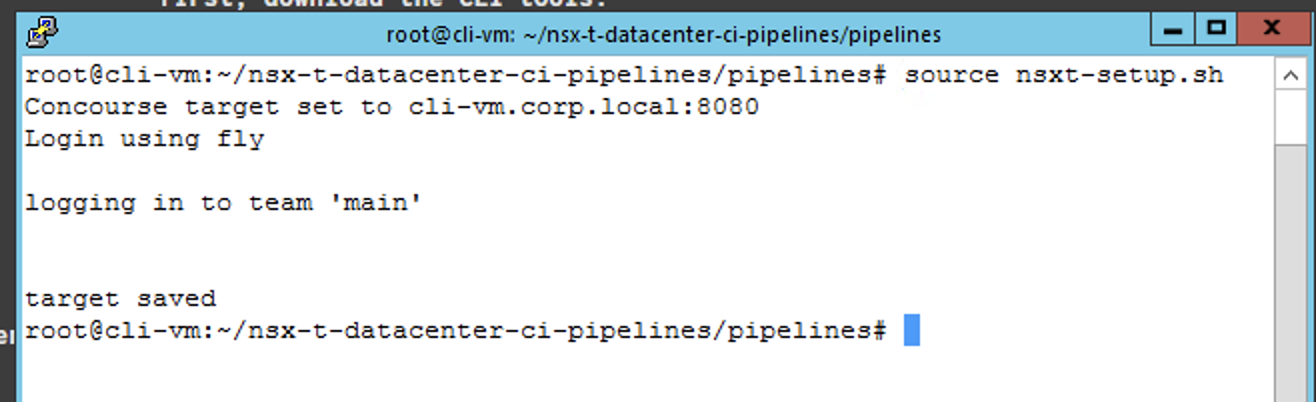 First, download the CLI tools:
root@cli-vm: ~/nsx-t-datacenter-ci-pipelines/pipelines
root@cli-vm:~/nsx-t-datacenter-ci-pipelines/pipelines# source nsxt-setup.sh
Concourse target set to cli-vm.corp.local:8080
Login using fly
logging in to team 'main'
target saved
root@cli-vm:~/nsx-t-datacenter-ci-pipelines/pipelines#